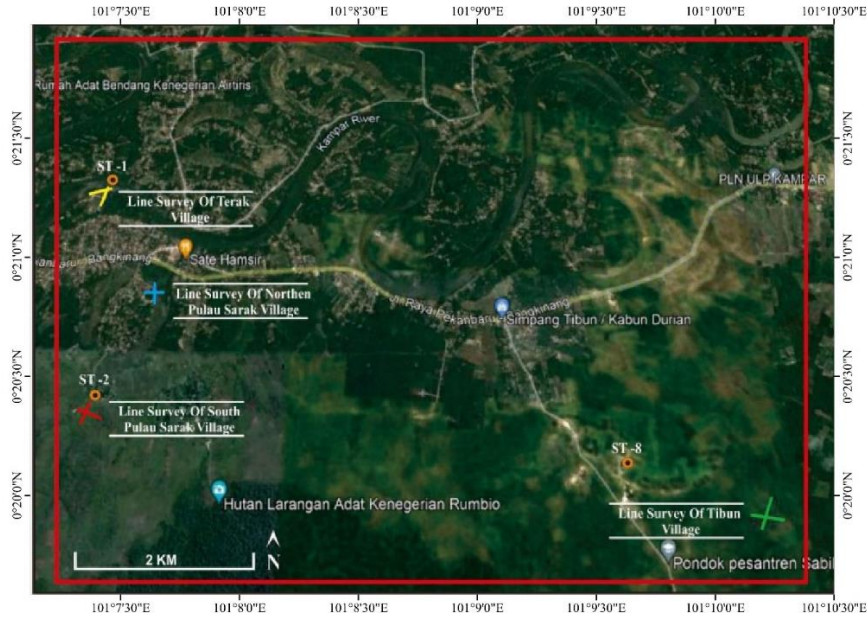 101°7'30"E 101°8'0"E 101°8'30"E 101°9'0"E 101°9'30"E 101°10'0"E 101°10'30"E
Rumah Adat Bendang Kenegerian Airtiris
0°21'30"N
0°21'30"N
Kampar River
ST -1
PLN ULP KAMPAR
Line Survey Of Terak
Village
0°21'0"N
0°21'0"N
Bangkinang
Sate Hamsir
Line Survey Of Northen
Pulau Sarak Village
Jl. Raya Pekanbaru - Bangkinang
Simpang Tibun / Kabun Durian
0°20'30"N
0°20'30"N
ST -2
Line Survey Of South
Pulau Sarak Village
ST -8
0°20'0"N
0°20'0"N
Hutan Larangan Adat Kenegerian Rumbio
Line Survey Of Tibun
Village
2 KM
N
Pondok pesantren Sabil
101°7'30"E 101°8'0"E 101°8'30"E 101°9'0"E 101°9'30"E 101°10'0"E 101°10'30"E